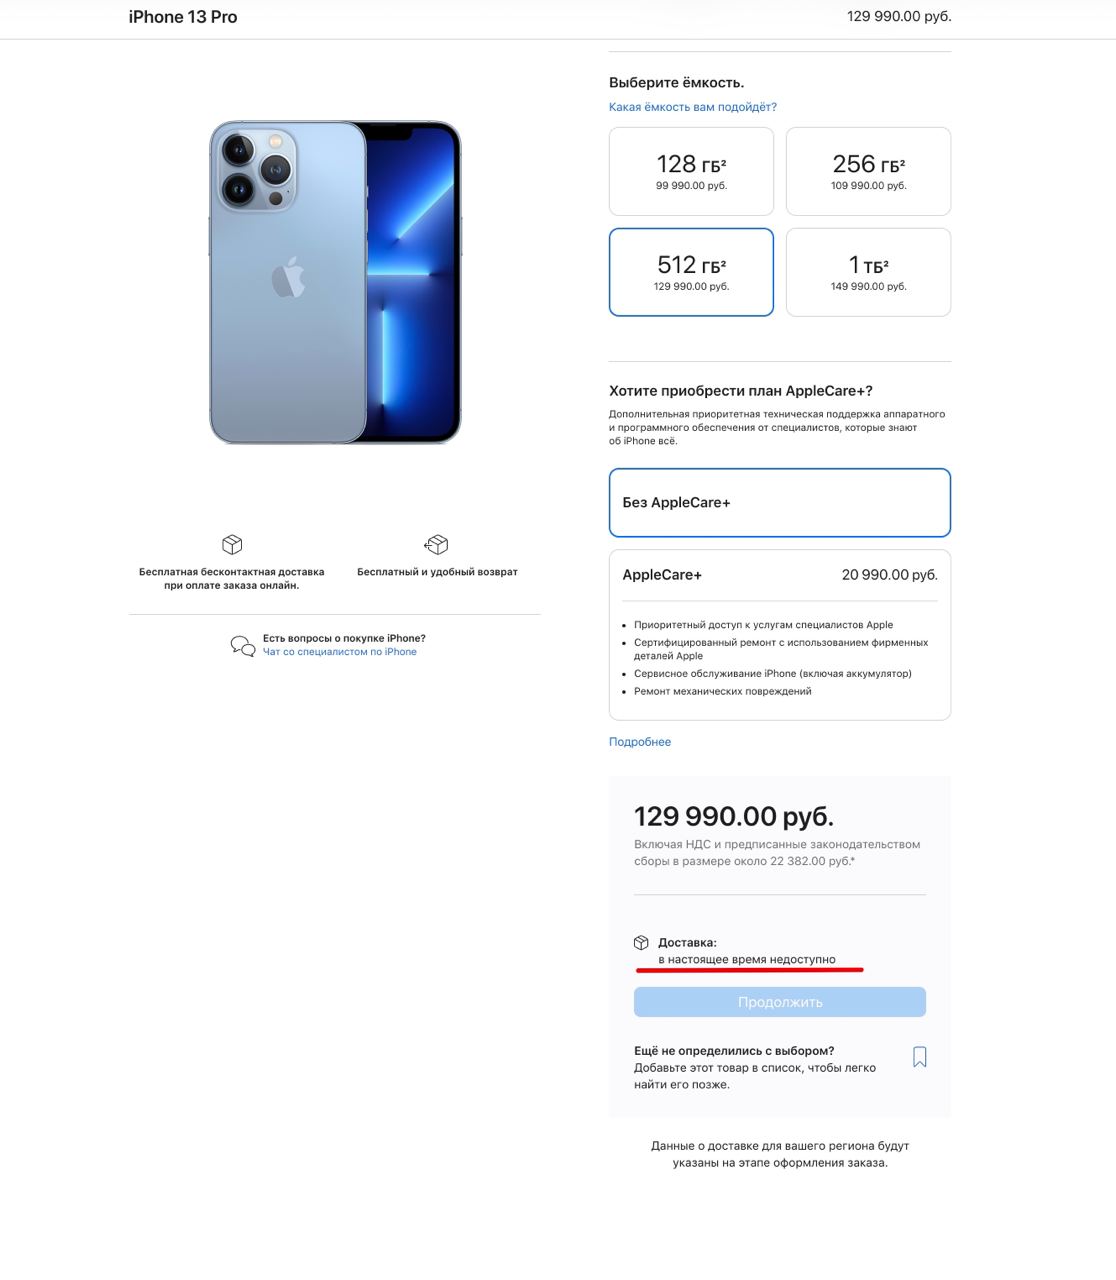 iPhone 13 Pro
129 990.00 руб.
Выберите ёмкость.
Какая ёмкость вам подойдёт?
128 ГБ²
99 990.00 руб.
256 ГБ²
109 990.00 руб.
512 ГБ²
129 990.00 руб.
1 ТБ²
149 990.00 руб.
Хотите приобрести план AppleCare+?
Дополнительная приоритетная техническая поддержка аппаратного
и программного обеспечения от специалистов, которые знают
об iPhone всё.
Без AppleCare+
AppleCare+
20 990.00 руб.
• Приоритетный доступ к услугам специалистов Apple
• Сертифицированный ремонт с использованием фирменных
деталей Apple
• Сервисное обслуживание iPhone (включая аккумулятор)
• Ремонт механических повреждений
Подробнее
Бесплатная бесконтактная доставка
при оплате заказа онлайн.
Бесплатный и удобный возврат
Есть вопросы о покупке iPhone?
Чат со специалистом по iPhone
129 990.00 руб.
Включая НДС и предписанные законодательством
сборы в размере около 22 382.00 руб.*
Доставка:
в настоящее время недоступно
Продолжить
Ещё не определились с выбором?
Добавьте этот товар в список, чтобы легко
найти его позже.
Данные о доставке для вашего региона будут
указаны на этапе оформления заказа.